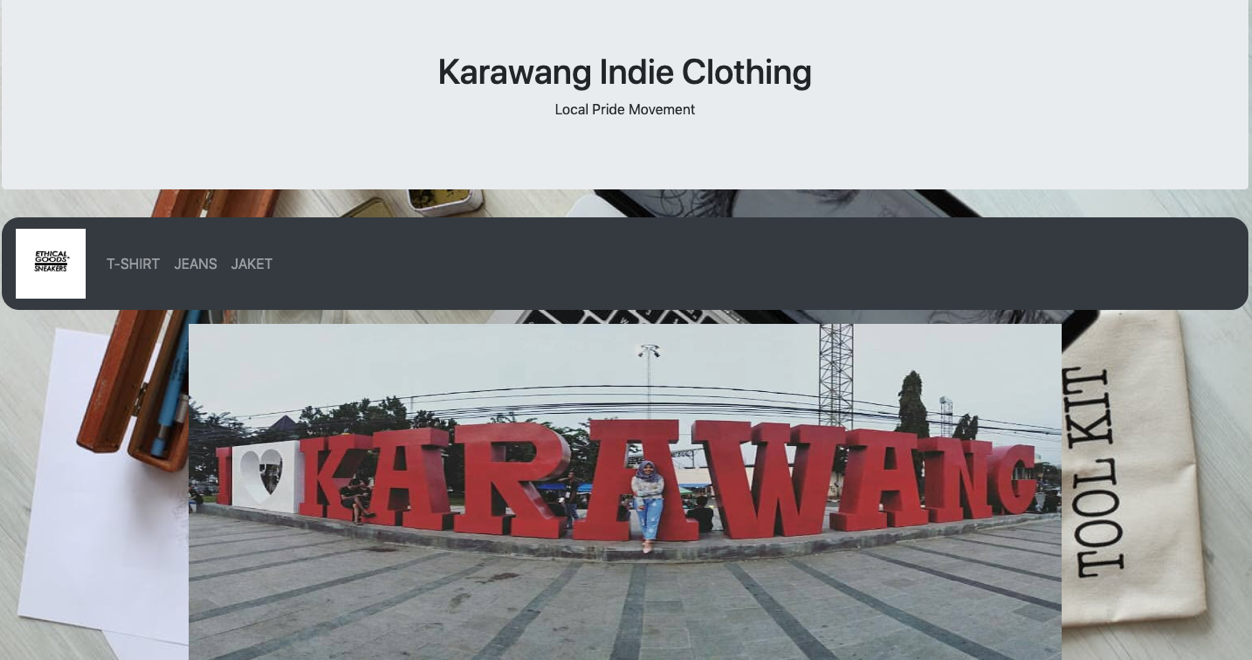 Karawang Indie Clothing
Local Pride Movement
ETHICAL
GOODS
SNEAKERS
T-SHIRT JEANS JAKET
I KARAWANG
TOOL KIT